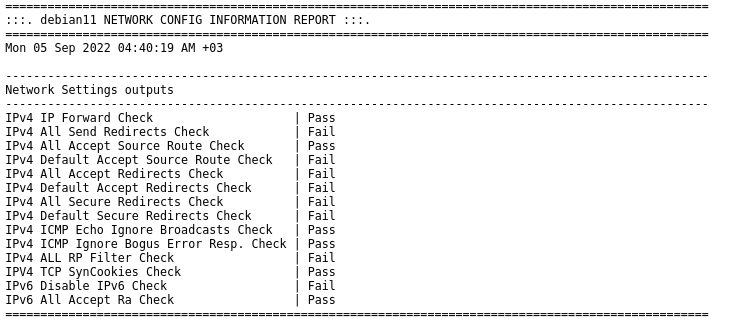 ====================================================================================================
:::. debian11 NETWORK CONFIG INFORMATION REPORT :::.
====================================================================================================
Mon 05 Sep 2022 04:40:19 AM +03
----------------------------------------------------------------------------------------------------
Network Settings outputs
----------------------------------------------------------------------------------------------------
IPv4 IP Forward Check                    | Pass
IPv4 All Send Redirects Check            | Fail
IPv4 All Accept Source Route Check       | Pass
IPv4 Default Accept Source Route Check   | Fail
IPv4 All Accept Redirects Check          | Fail
IPv4 Default Accept Redirects Check      | Fail
IPv4 All Secure Redirects Check          | Fail
IPv4 Default Secure Redirects Check      | Fail
IPv4 ICMP Echo Ignore Broadcasts Check   | Pass
IPv4 ICMP Ignore Bogus Error Resp. Check | Pass
IPv4 ALL RP Filter Check                 | Fail
IPV4 TCP SynCookies Check                | Pass
IPv6 Disable IPv6 Check                  | Fail
IPv6 All Accept Ra Check                 | Pass
====================================================================================================